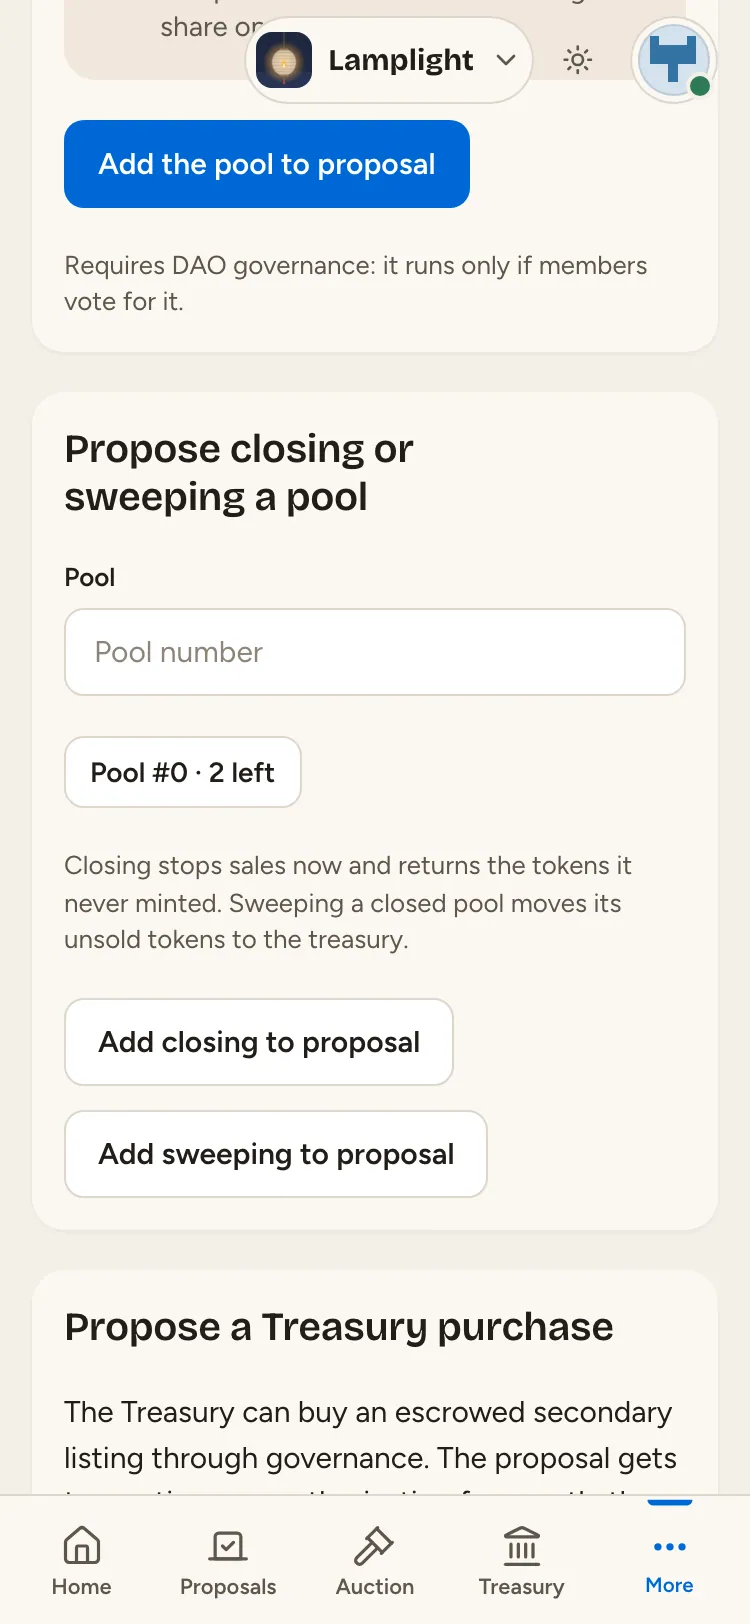 share or
Lamplight
Add the pool to proposal
Requires DAO governance: it runs only if members
vote for it.
Propose closing or
sweeping a pool
Pool
Pool number
Pool #0 · 2 left
Closing stops sales now and returns the tokens it
never minted. Sweeping a closed pool moves its
unsold tokens to the treasury.
Add closing to proposal
Add sweeping to proposal
Propose a Treasury purchase
The Treasury can buy an escrowed secondary
listing through governance. The proposal gets
Home
Proposals
Auction
Treasury
More